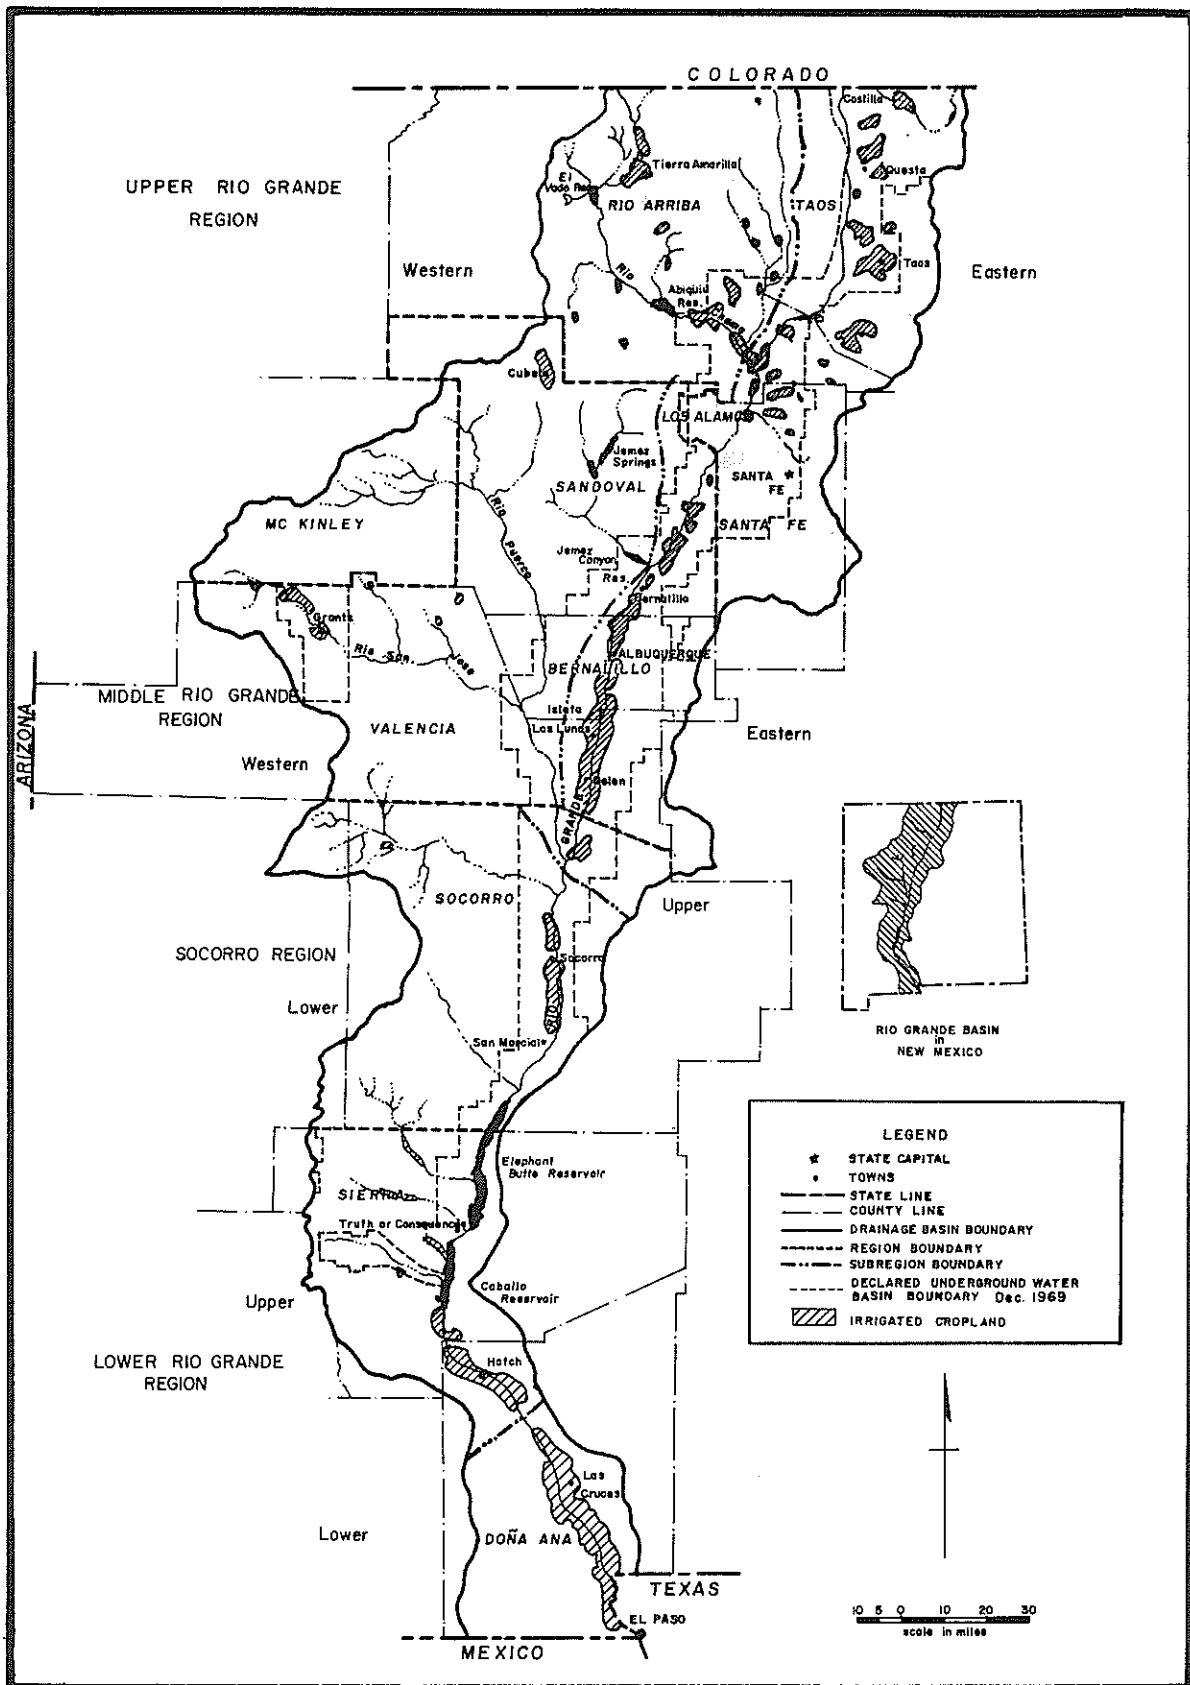 COLORADO
Costilla
UPPER RIO GRANDE
REGION
Tierra Amarilla
El
Vado Res.
Questa
RIO ARRIBA
TAOS
Western
Rio
Taos
Eastern
Abiquiu
Res.
Chama
Cuba
LOS ALAMOS
Jemez
Springs
SANTA
FE
SANDOVAL
Rio
Puerco
MC KINLEY
SANTA FE
Jemez
Canyon
Res.
Bernalillo
Grants
Rio San Jose
ALBUQUERQUE
BERNALILLO
MIDDLE RIO GRANDE
REGION
Isleta
ARIZONA
VALENCIA
Los Lunas
Eastern
Western
Belen
GRANDE
SOCORRO
Upper
SOCORRO REGION
Socorro
Lower
RIO
San Marcial
RIO GRANDE BASIN
in
NEW MEXICO
LEGEND
STATE CAPITAL
TOWNS
STATE LINE
COUNTY LINE
DRAINAGE BASIN BOUNDARY
REGION BOUNDARY
SUBREGION BOUNDARY
DECLARED UNDERGROUND WATER
BASIN BOUNDARY Dec. 1969
IRRIGATED CROPLAND
Elephant
Butte Reservoir
SIERRA
Truth or Consequences
Caballo
Reservoir
Upper
LOWER RIO GRANDE
REGION
Hatch
Las
Cruces
Lower
DOÑA ANA
TEXAS
EL PASO
MEXICO
10 5 0 10 20 30
scale in miles